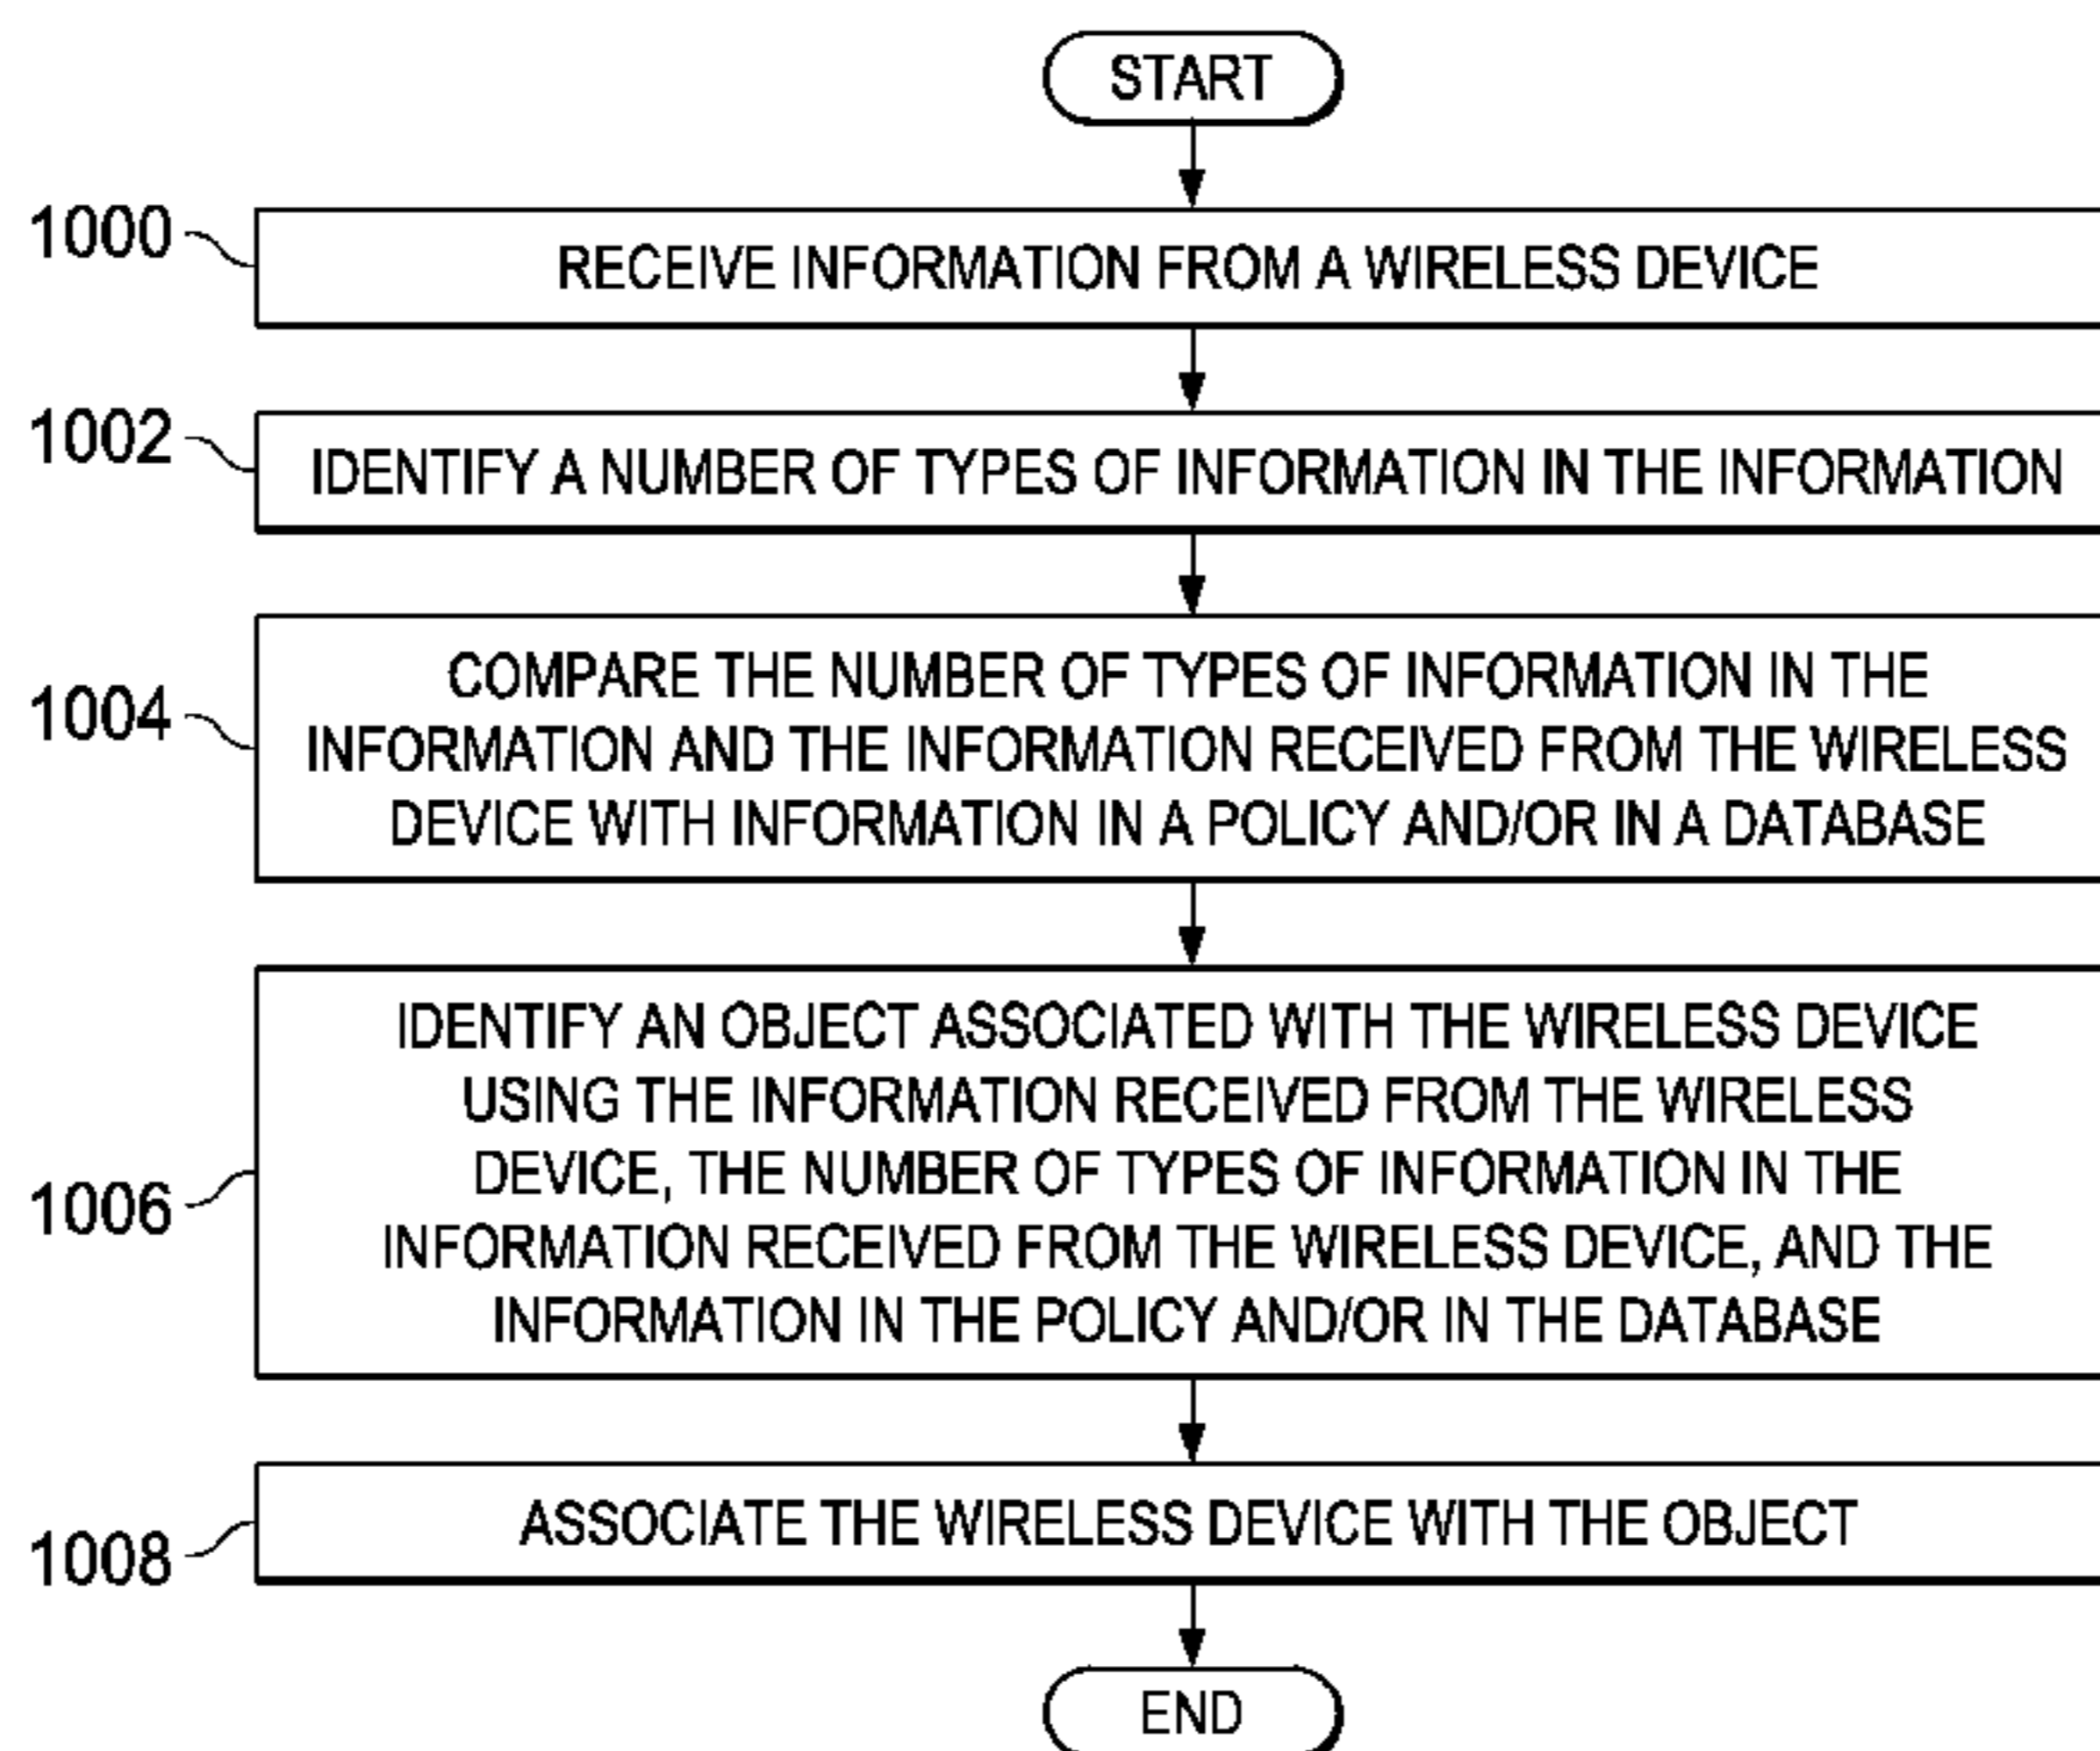 START
1000
RECEIVE INFORMATION FROM A WIRELESS DEVICE
1002
IDENTIFY A NUMBER OF TYPES OF INFORMATION IN THE INFORMATION
1004
COMPARE THE NUMBER OF TYPES OF INFORMATION IN THE
INFORMATION AND THE INFORMATION RECEIVED FROM THE WIRELESS
DEVICE WITH INFORMATION IN A POLICY AND/OR IN A DATABASE
1006
IDENTIFY AN OBJECT ASSOCIATED WITH THE WIRELESS DEVICE
USING THE INFORMATION RECEIVED FROM THE WIRELESS
DEVICE, THE NUMBER OF TYPES OF INFORMATION IN THE
INFORMATION RECEIVED FROM THE WIRELESS DEVICE, AND THE
INFORMATION IN THE POLICY AND/OR IN THE DATABASE
1008
ASSOCIATE THE WIRELESS DEVICE WITH THE OBJECT
END